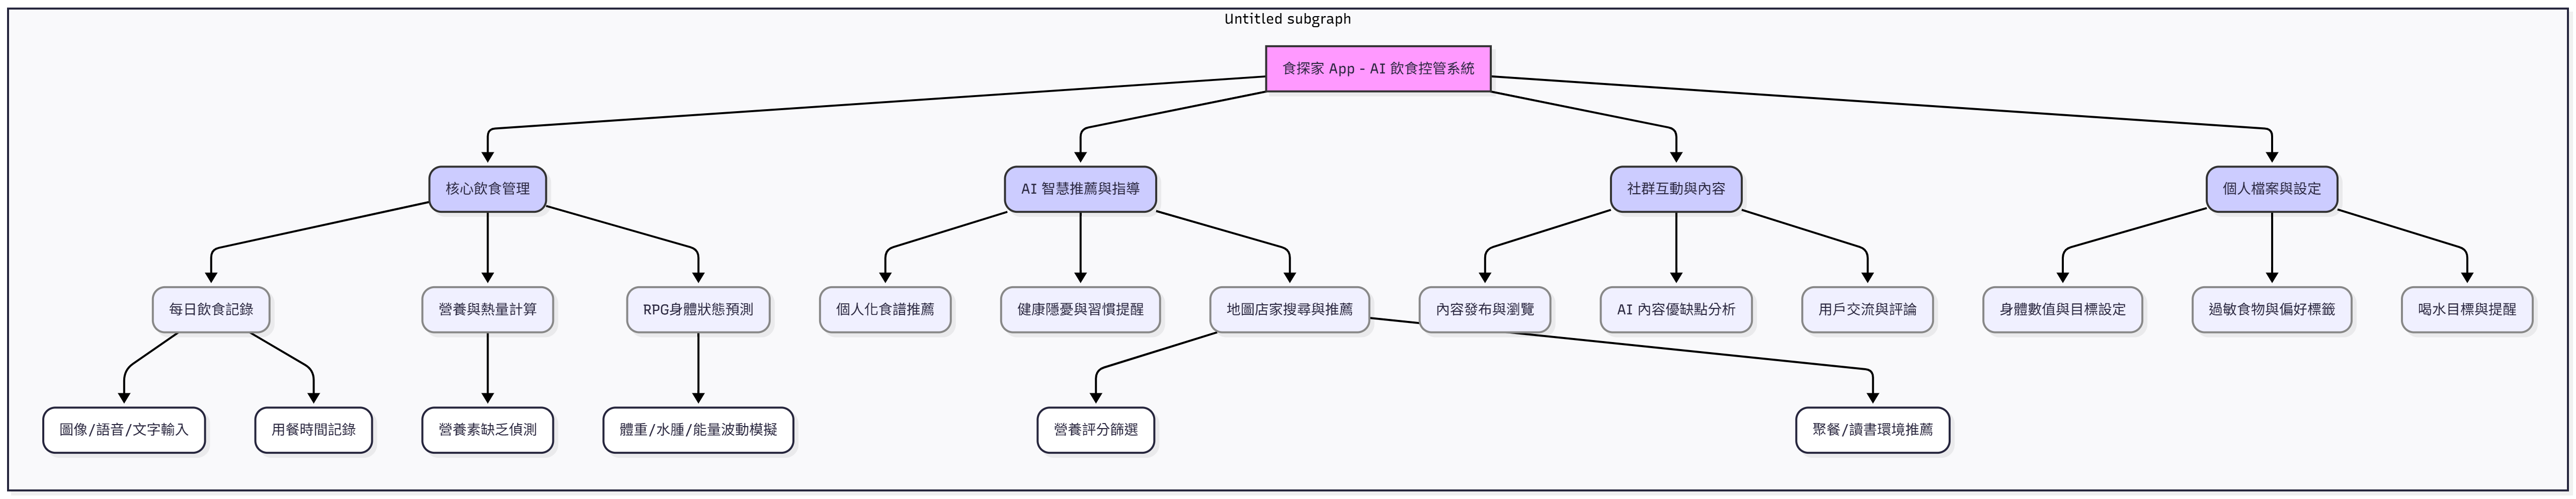 Untitled subgraph
食探家 App - AI 飲食控管系統
核心飲食管理
AI 智慧推薦與指導
社群互動與內容
個人檔案與設定
每日飲食記錄
營養與熱量計算
RPG身體狀態預測
個人化食譜推薦
健康隱憂與習慣提醒
地圖店家搜尋與推薦
內容發布與瀏覽
AI 內容優缺點分析
用戶交流與評論
身體數值與目標設定
過敏食物與偏好標籤
喝水目標與提醒
圖像/語音/文字輸入
用餐時間記錄
營養素缺乏偵測
體重/水腫/能量波動模擬
營養評分篩選
聚餐/讀書環境推薦